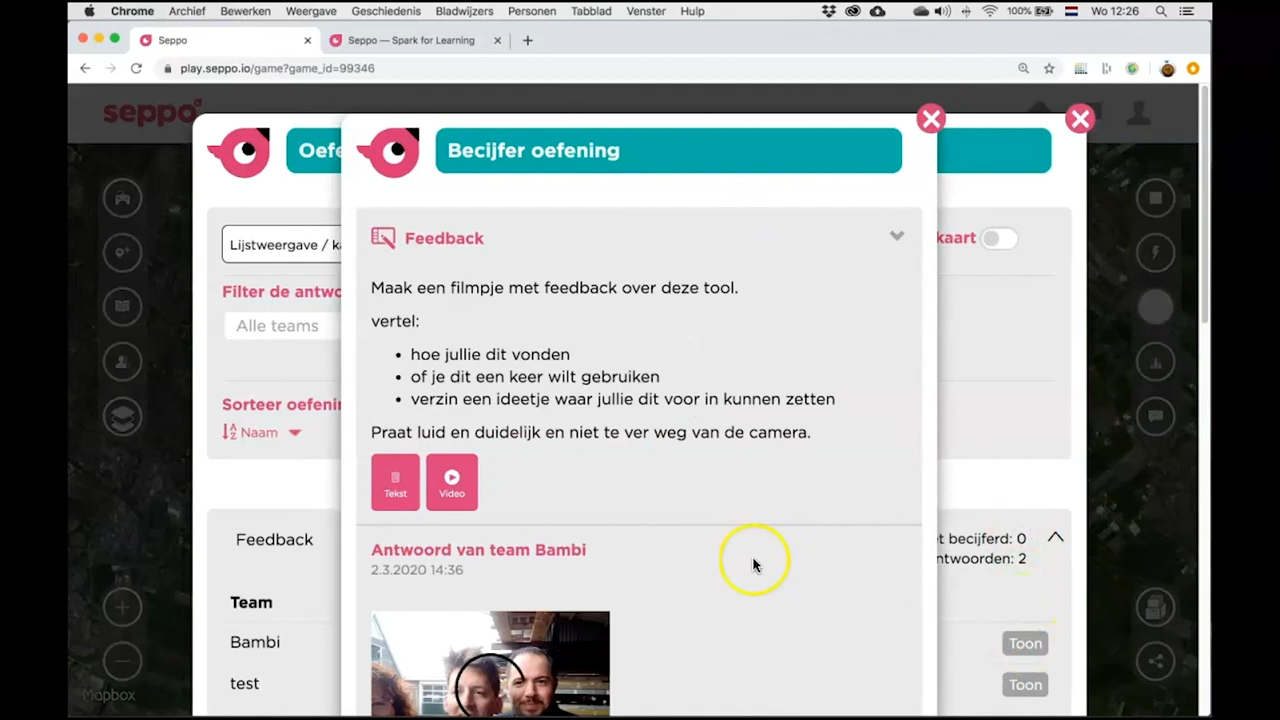 Chrome Archief Bewerken Weergave Geschiedenis Bladwijzers Personen Tabblad Venster Hulp 100% Wo 12:26
Seppo Seppo — Spark for Learning
play.seppo.io/game?game_id=99346
seppo
Becijfer oefening
Oefe
Feedback
Lijstweergave / ka
kaart
Maak een filmpje met feedback over deze tool.
Filter de antwo
vertel:
Alle teams
• hoe jullie dit vonden
• of je dit een keer wilt gebruiken
• verzin een ideetje waar jullie dit voor in kunnen zetten
Sorteer oefenin
Naam
Praat luid en duidelijk en niet te ver weg van de camera.
Tekst Video
Feedback
t becijferd: 0
ntwoorden: 2
Antwoord van team Bambi
2.3.2020 14:36
Team
Bambi Toon
test Toon
Mapbox